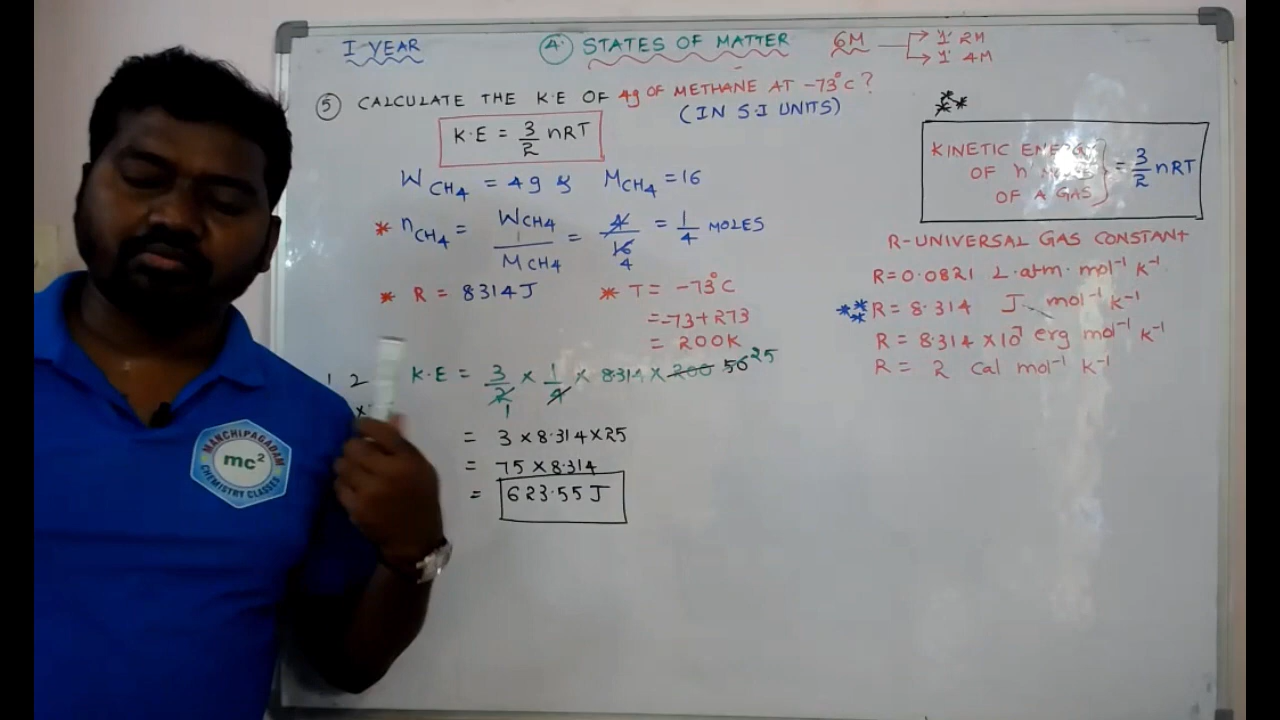 I YEAR
4. STATES OF MATTER
6M
1' 2M
1' 4M
5 CALCULATE THE K.E OF 4g OF METHANE AT -73°C?
(IN S.I UNITS)
K.E = 3/2 nRT
W CH4 = 4g & M CH4 = 16
* n CH4 = W CH4 / M CH4 = 4/16 4 = 1/4 MOLES
* R = 8314 J
* T = -73°C
= -73+273
= 200K
1 2
K.E = 3/2 1 × 1/4 × 8.314 × 200 50 25
= 3 × 8.314 × 25
= 75 × 8.314
= 623.55 J
***
KINETIC ENERGY
OF n
OF A GAS
= 3/2 nRT
R-UNIVERSAL GAS CONSTANT
R = 0.0821 L.atm. mol⁻¹ k⁻¹
*** R = 8.314 J. mol⁻¹ k⁻¹
R = 8.314 × 10⁷ erg mol⁻¹ k⁻¹
R = 2 Cal mol⁻¹ k⁻¹
MANCHIPAGADAM
mc²
CHEMISTRY CLASSES